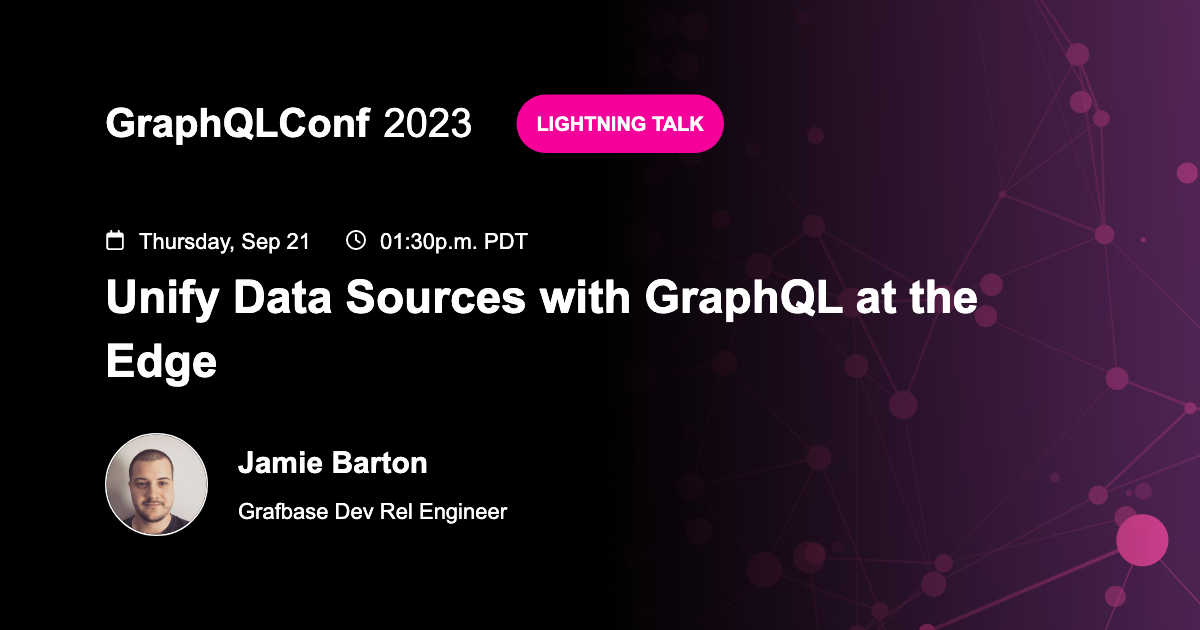 GraphQLConf 2023
LIGHTNING TALK
Thursday, Sep 21 01:30p.m. PDT
Unify Data Sources with GraphQL at the
Edge
Jamie Barton
Grafbase Dev Rel Engineer